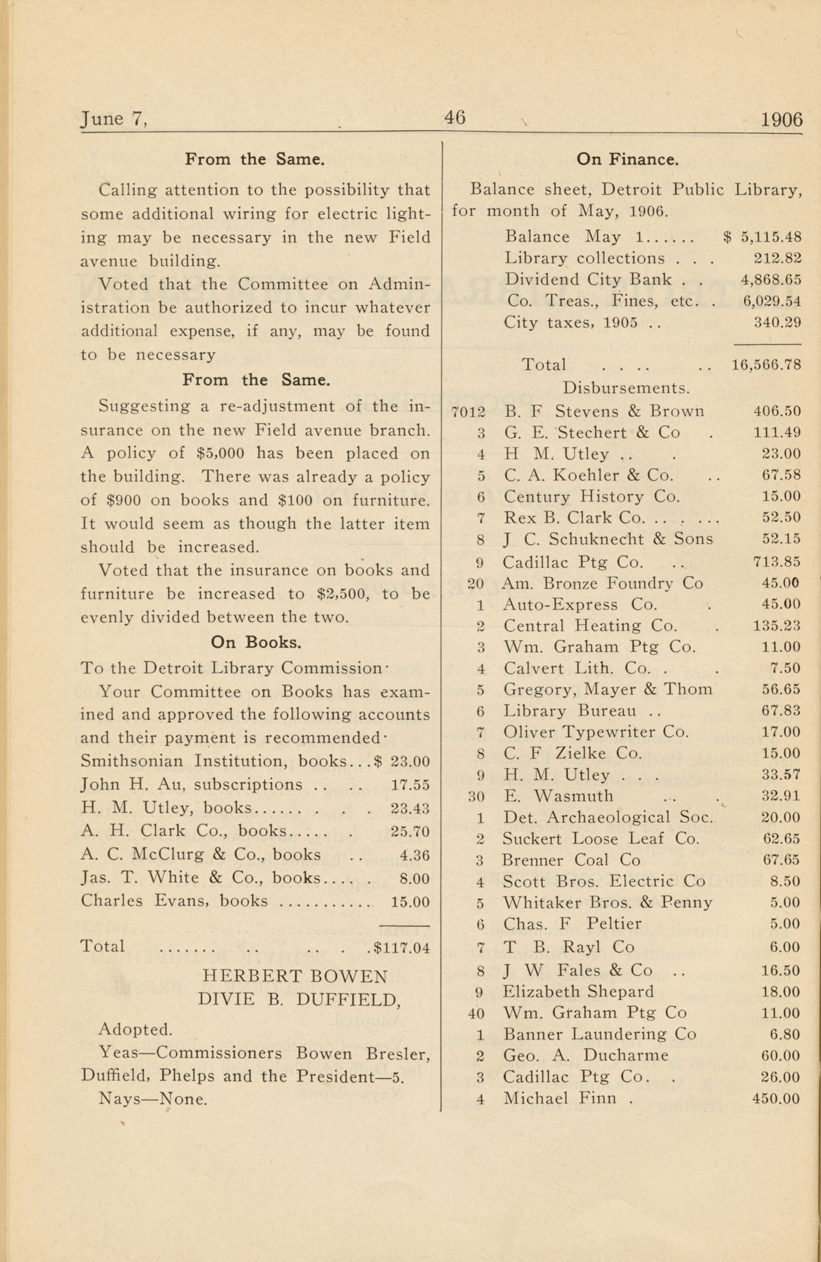 June 7, 46 1906
From the Same.
Calling attention to the possibility that
some additional wiring for electric light-
ing may be necessary in the new Field
avenue building.
Voted that the Committee on Admin-
istration be authorized to incur whatever
additional expense, if any, may be found
to be necessary
From the Same.
Suggesting a re-adjustment of the in-
surance on the new Field avenue branch.
A policy of $5,000 has been placed on
the building. There was already a policy
of $900 on books and $100 on furniture.
It would seem as though the latter item
should be increased.
Voted that the insurance on books and
furniture be increased to $2,500, to be
evenly divided between the two.
On Books.
To the Detroit Library Commission·
Your Committee on Books has exam-
ined and approved the following accounts
and their payment is recommended·
Smithsonian Institution, books...$ 23.00
John H. Au, subscriptions .. .. 17.55
H. M. Utley, books....... . . . 23.43
A. H. Clark Co., books..... . 25.70
A. C. McClurg & Co., books .. 4.36
Jas. T. White & Co., books.... . 8.00
Charles Evans, books ........... 15.00
Total ....... .. .. . .$117.04
HERBERT BOWEN
DIVIE B. DUFFIELD,
Adopted.
Yeas—Commissioners Bowen Bresler,
Duffield, Phelps and the President—5.
Nays—None.
On Finance.
Balance sheet, Detroit Public Library,
for month of May, 1906.
Balance May 1...... $ 5,115.48
Library collections . . . 212.82
Dividend City Bank . . 4,868.65
Co. Treas., Fines, etc. . 6,029.54
City taxes, 1905 .. 340.29
Total . . . . .. 16,566.78
Disbursements.
7012 B. F Stevens & Brown 406.50
3 G. E. Stechert & Co . 111.49
4 H M. Utley .. . 23.00
5 C. A. Koehler & Co. .. 67.58
6 Century History Co. 15.00
7 Rex B. Clark Co. .. . ... 52.50
8 J C. Schuknecht & Sons 52.15
9 Cadillac Ptg Co. .. 713.85
20 Am. Bronze Foundry Co 45.00
1 Auto-Express Co. . 45.00
2 Central Heating Co. . 135.23
3 Wm. Graham Ptg Co. 11.00
4 Calvert Lith. Co. . . 7.50
5 Gregory, Mayer & Thom 56.65
6 Library Bureau .. 67.83
7 Oliver Typewriter Co. 17.00
8 C. F Zielke Co. 15.00
9 H. M. Utley . . . 33.57
30 E. Wasmuth .. . 32.91
1 Det. Archaeological Soc. 20.00
2 Suckert Loose Leaf Co. 62.65
3 Brenner Coal Co 67.65
4 Scott Bros. Electric Co 8.50
5 Whitaker Bros. & Penny 5.00
6 Chas. F Peltier 5.00
7 T B. Rayl Co 6.00
8 J W Fales & Co .. 16.50
9 Elizabeth Shepard 18.00
40 Wm. Graham Ptg Co 11.00
1 Banner Laundering Co 6.80
2 Geo. A. Ducharme 60.00
3 Cadillac Ptg Co. . 26.00
4 Michael Finn . 450.00